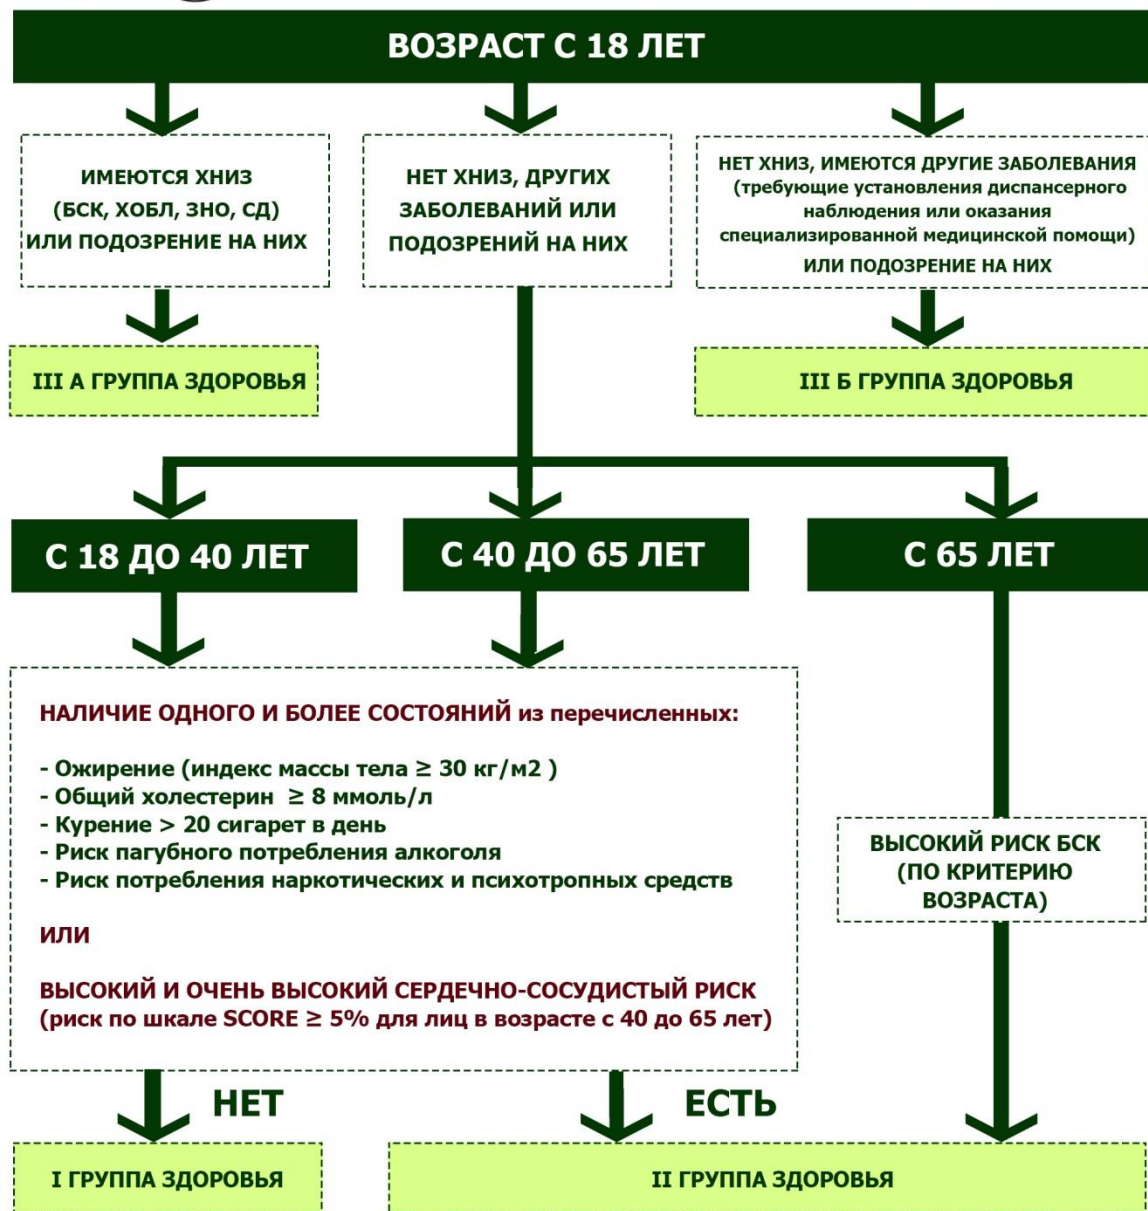 ВОЗРАСТ С 18 ЛЕТ
ИМЕЮТСЯ ХНИЗ
(БСК, ХОБЛ, ЗНО, СД)
ИЛИ ПОДОЗРЕНИЕ НА НИХ
НЕТ ХНИЗ, ДРУГИХ
ЗАБОЛЕВАНИЙ ИЛИ
ПОДОЗРЕНИЙ НА НИХ
НЕТ ХНИЗ, ИМЕЮТСЯ ДРУГИЕ ЗАБОЛЕВАНИЯ
(требующие установления диспансерного
наблюдения или оказания
специализированной медицинской помощи)
ИЛИ ПОДОЗРЕНИЕ НА НИХ
III А ГРУППА ЗДОРОВЬЯ
III Б ГРУППА ЗДОРОВЬЯ
С 18 ДО 40 ЛЕТ
С 40 ДО 65 ЛЕТ
С 65 ЛЕТ
НАЛИЧИЕ ОДНОГО И БОЛЕЕ СОСТОЯНИЙ из перечисленных:
- Ожирение (индекс массы тела ≥ 30 кг/м2 )
- Общий холестерин ≥ 8 ммоль/л
- Курение > 20 сигарет в день
- Риск пагубного потребления алкоголя
- Риск потребления наркотических и психотропных средств
ИЛИ
ВЫСОКИЙ И ОЧЕНЬ ВЫСОКИЙ СЕРДЕЧНО-СОСУДИСТЫЙ РИСК
(риск по шкале SCORE ≥ 5% для лиц в возрасте с 40 до 65 лет)
ВЫСОКИЙ РИСК БСК
(ПО КРИТЕРИЮ
ВОЗРАСТА)
НЕТ
ЕСТЬ
I ГРУППА ЗДОРОВЬЯ
II ГРУППА ЗДОРОВЬЯ